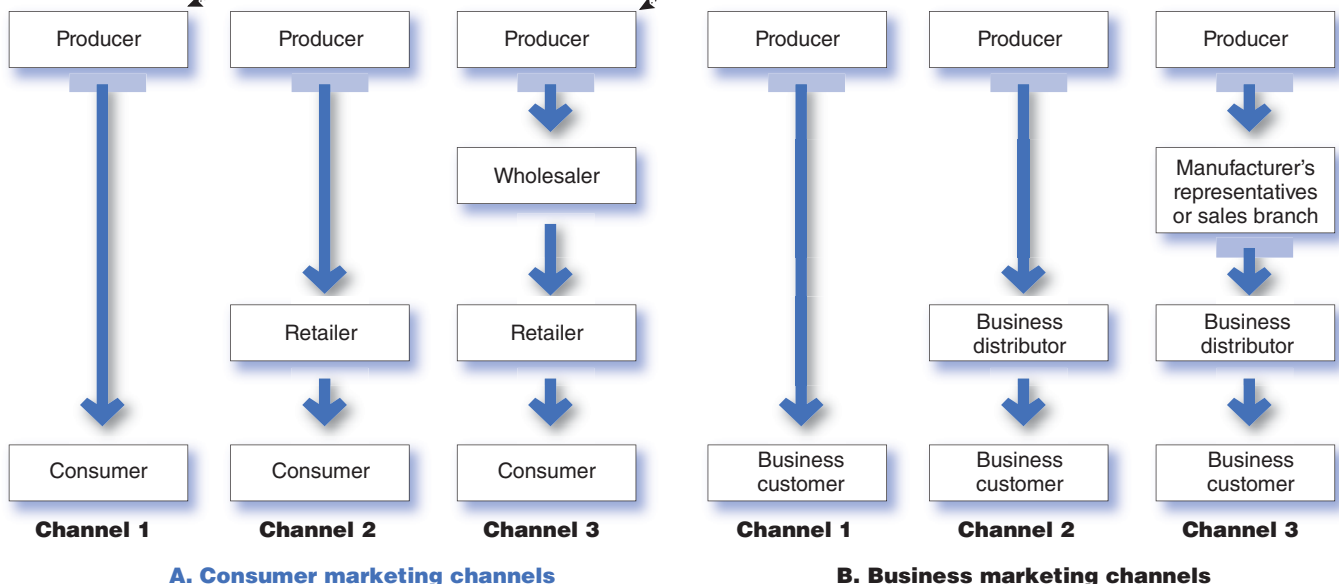 Producer
Producer
Producer
Producer
Producer
Producer
Wholesaler
Manufacturer's
representatives
or sales branch
Retailer
Retailer
Business
distributor
Business
distributor
Consumer
Consumer
Consumer
Business
customer
Business
customer
Business
customer
Channel 1
Channel 2
Channel 3
Channel 1
Channel 2
Channel 3
A. Consumer marketing channels
B. Business marketing channels